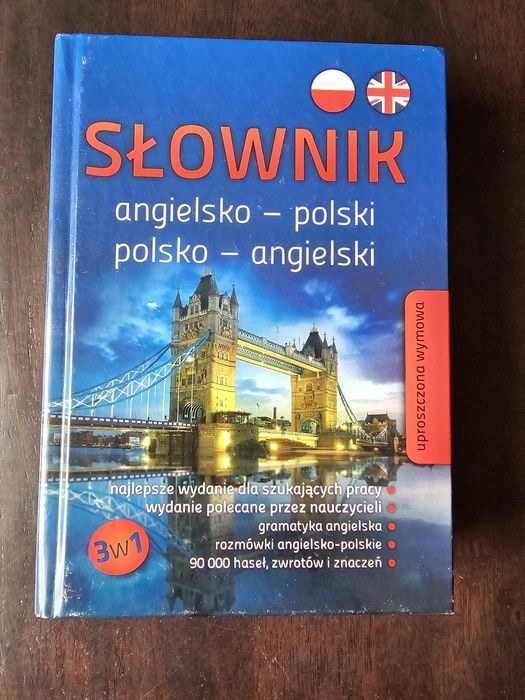 SŁOWNIK
angielsko – polski
polsko – angielski
uproszczona wymowa
najlepsze wydanie dla szukających pracy
wydanie polecane przez nauczycieli
gramatyka angielska
rozmówki angielsko-polskie
90 000 haseł, zwrotów i znaczeń
3w1